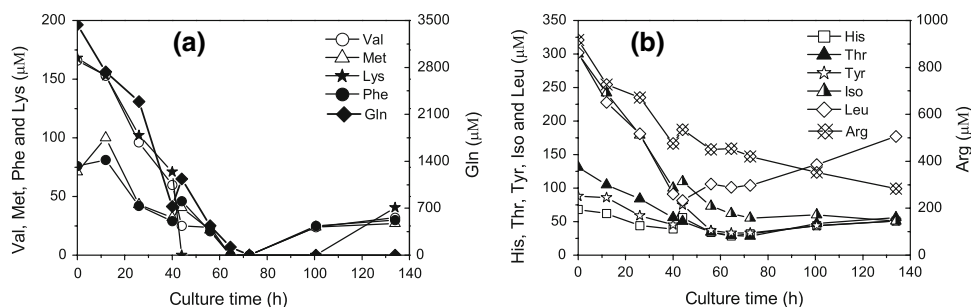 200
150
100
50
0
3500
2800
2100
1400
700
0
(a)
Val
Met
Lys
Phe
Gln
Val, Met, Phe and Lys (μM)
Gln (μM)
0 20 40 60 80 100 120 140
Culture time (h)
350
300
250
200
150
100
50
0
1000
800
600
400
200
0
(b)
His
Thr
Tyr
Iso
Leu
Arg
His, Thr, Tyr, Iso and Leu (μM)
Arg (μM)
0 20 40 60 80 100 120 140
Culture time (h)